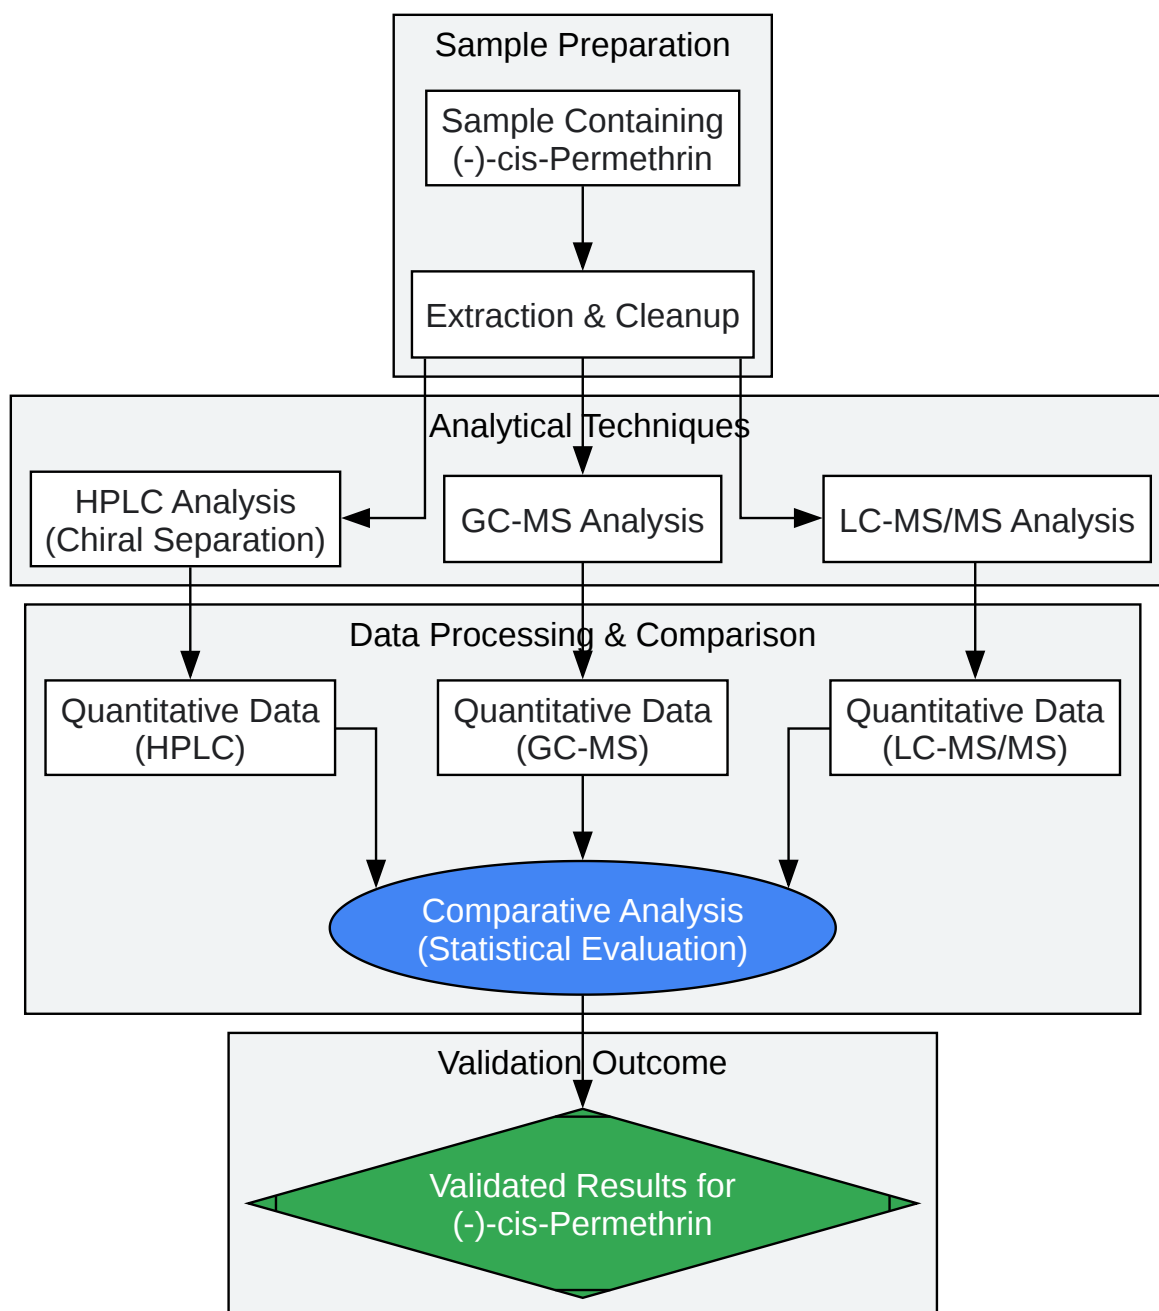 Sample Preparation
Sample Containing
(-)-cis-Permethrin
Extraction & Cleanup
Analytical Techniques
HPLC Analysis
(Chiral Separation)
GC-MS Analysis
LC-MS/MS Analysis
Data Processing & Comparison
Quantitative Data
(HPLC)
Quantitative Data
(GC-MS)
Quantitative Data
(LC-MS/MS)
Comparative Analysis
(Statistical Evaluation)
Validation Outcome
Validated Results for
(-)-cis-Permethrin